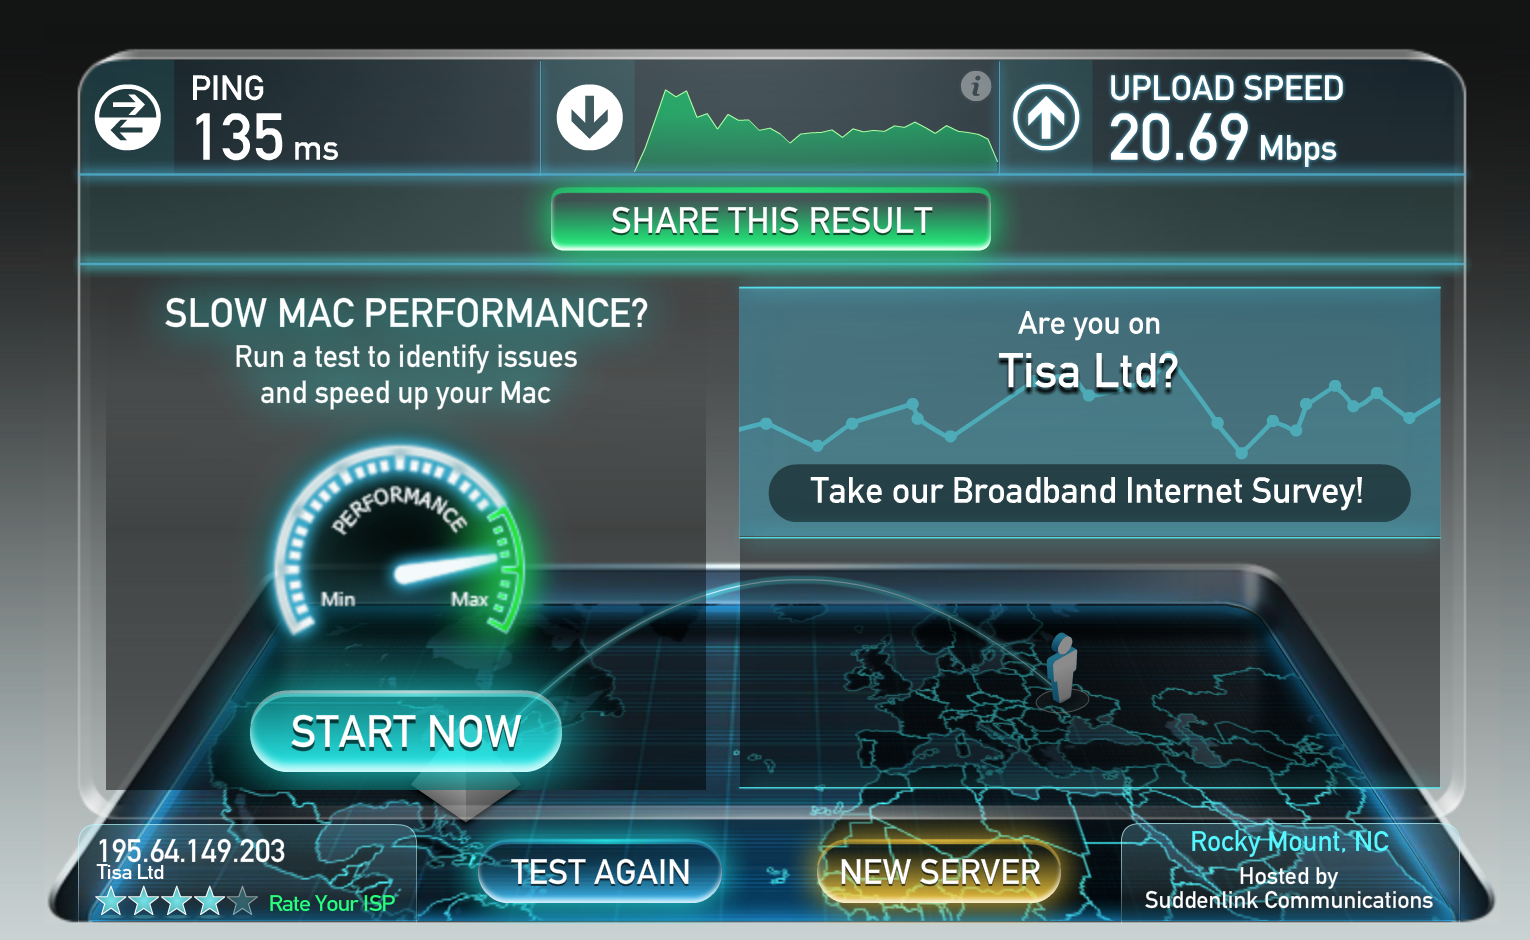 PING
135 ms
i
UPLOAD SPEED
20.69 Mbps
SHARE THIS RESULT
SLOW MAC PERFORMANCE?
Run a test to identify issues
and speed up your Mac
PERFORMANCE
Min
Max
START NOW
Are you on
Tisa Ltd?
Take our Broadband Internet Survey!
195.64.149.203
Tisa Ltd
Rate Your ISP
TEST AGAIN
NEW SERVER
Rocky Mount, NC
Hosted by
Suddenlink Communications